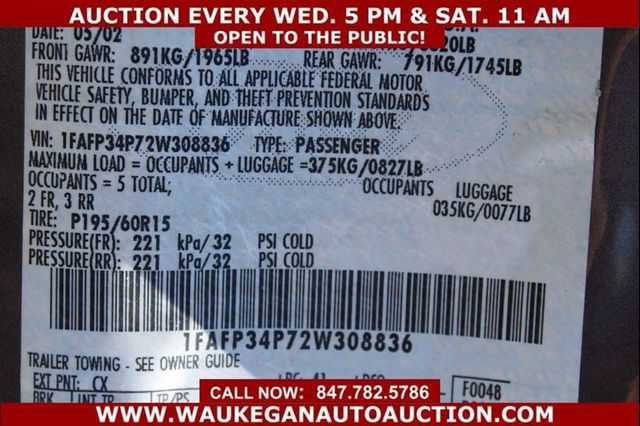 AUCTION EVERY WED. 5 PM & SAT. 11 AM
OPEN TO THE PUBLIC!
DATE: 05/02
FRONT GAWR: 891KG/1965LB REAR GAWR: 791KG/1745LB
THIS VEHICLE CONFORMS TO ALL APPLICABLE FEDERAL MOTOR
VEHICLE SAFETY, BUMPER, AND THEFT PREVENTION STANDARDS
IN EFFECT ON THE DATE OF MANUFACTURE SHOWN ABOVE.
VIN: 1FAFP34P72W308836 TYPE: PASSENGER
MAXIMUM LOAD = OCCUPANTS + LUGGAGE = 375KG/0827LB
OCCUPANTS = 5 TOTAL; OCCUPANTS LUGGAGE
2 FR, 3 RR 035KG/0077LB
TIRE: P195/60R15
PRESSURE(FR): 221 kPa/32 PSI COLD
PRESSURE(RR): 221 kPa/32 PSI COLD
1FAFP34P72W308836
TRAILER TOWING - SEE OWNER GUIDE
EXT PNT: CX F0048
BRK INT TR TP/PS
CALL NOW: 847.782.5786
WWW.WAUKEGANAUTOAUCTION.COM